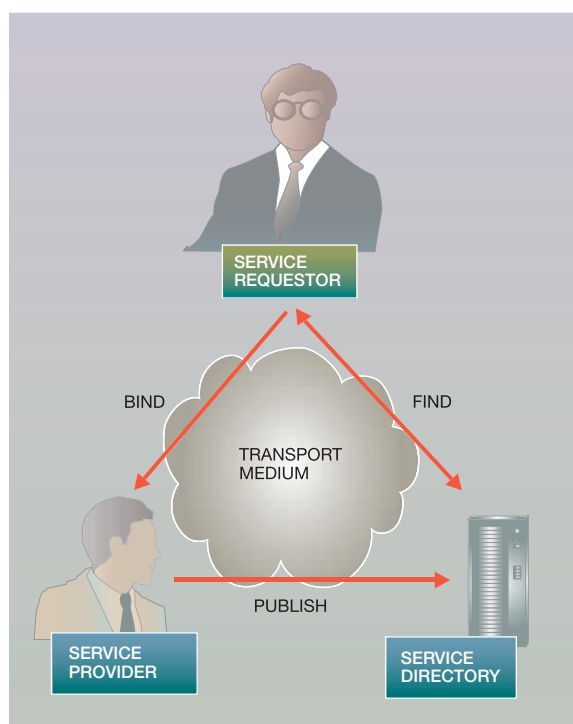 SERVICE
REQUESTOR
BIND
FIND
TRANSPORT
MEDIUM
PUBLISH
SERVICE
PROVIDER
SERVICE
DIRECTORY